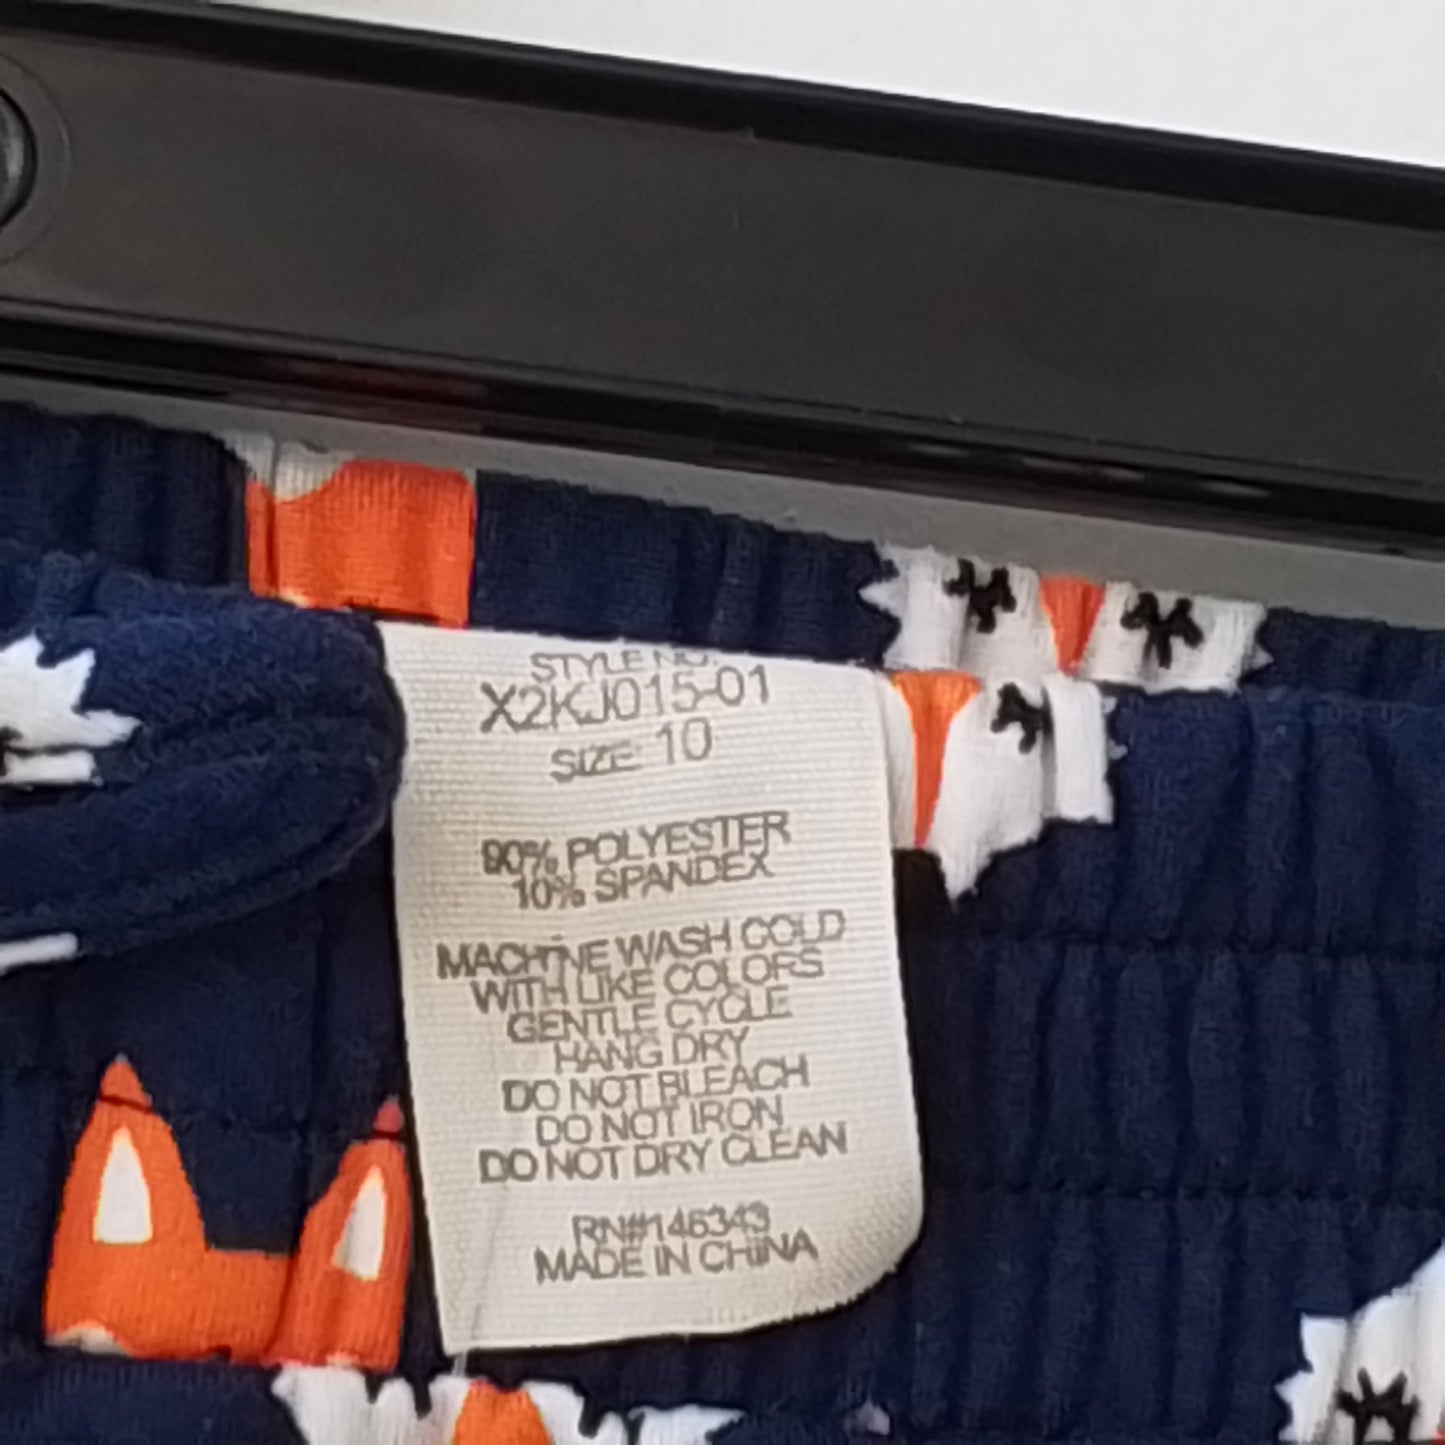 STYLE NO.
X2KJ015-01
SIZE: 10
90% POLYESTER
10% SPANDEX
MACHINE WASH COLD
WITH LIKE COLORS
GENTLE CYCLE
HANG DRY
DO NOT BLEACH
DO NOT IRON
DO NOT DRY CLEAN
RN#146343
MADE IN CHINA